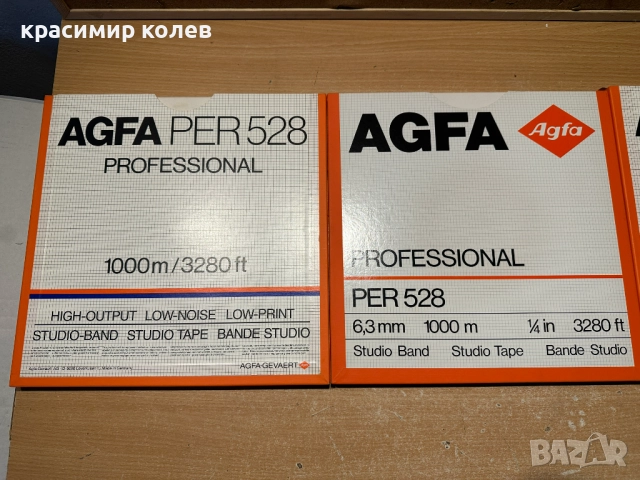 красимир колев
AGFA PER 528
PROFESSIONAL
1000m/3280 ft
HIGH-OUTPUT LOW-NOISE LOW-PRINT
STUDIO-BAND STUDIO TAPE BANDE STUDIO
AGFA-GEVAERT
AGFA Agfa
PROFESSIONAL
PER 528
6,3 mm 1000 m ¼ in 3280 ft
Studio Band Studio Tape Bande Studio
BAZAR